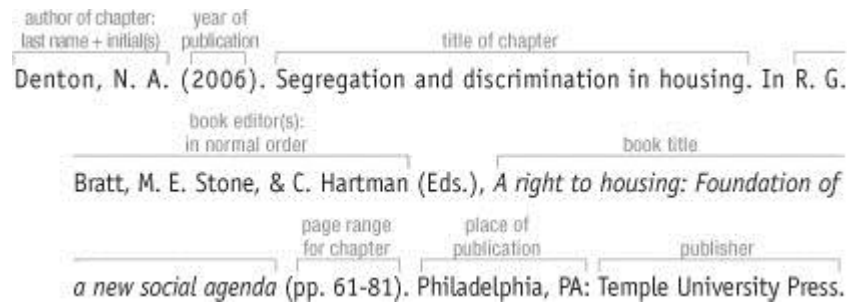 author of chapter: year of
last name + initial(s) publication title of chapter
Denton, N. A. (2006). Segregation and discrimination in housing. In R. G.
book editor(s):
in normal order book title
Bratt, M. E. Stone, & C. Hartman (Eds.), A right to housing: Foundation of
page range place of
for chapter publication publisher
a new social agenda (pp. 61-81). Philadelphia, PA: Temple University Press.